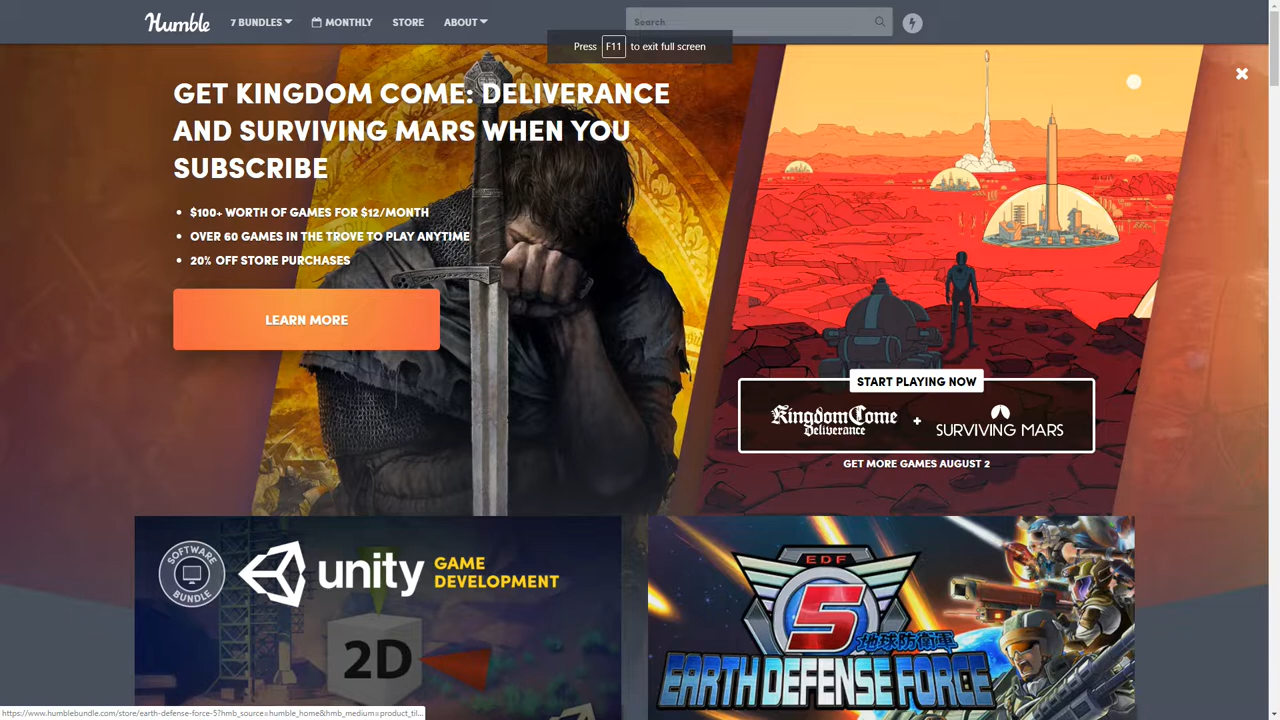 Humble
7 BUNDLES
MONTHLY
STORE
ABOUT
Search
Press F11 to exit full screen
GET KINGDOM COME: DELIVERANCE
AND SURVIVING MARS WHEN YOU
SUBSCRIBE
• $100+ WORTH OF GAMES FOR $12/MONTH
• OVER 60 GAMES IN THE TROVE TO PLAY ANYTIME
• 20% OFF STORE PURCHASES
LEARN MORE
START PLAYING NOW
Kingdom Come
Deliverance
+
SURVIVING MARS
GET MORE GAMES AUGUST 2
SOFTWARE
BUNDLE
unity
GAME
DEVELOPMENT
2D
EDF
5
地球防衛軍
EARTH DEFENSE FORCE
https://www.humblebundle.com/store/earth-defense-force-5?hmb_source=humble_home&hmb_medium=product_til...